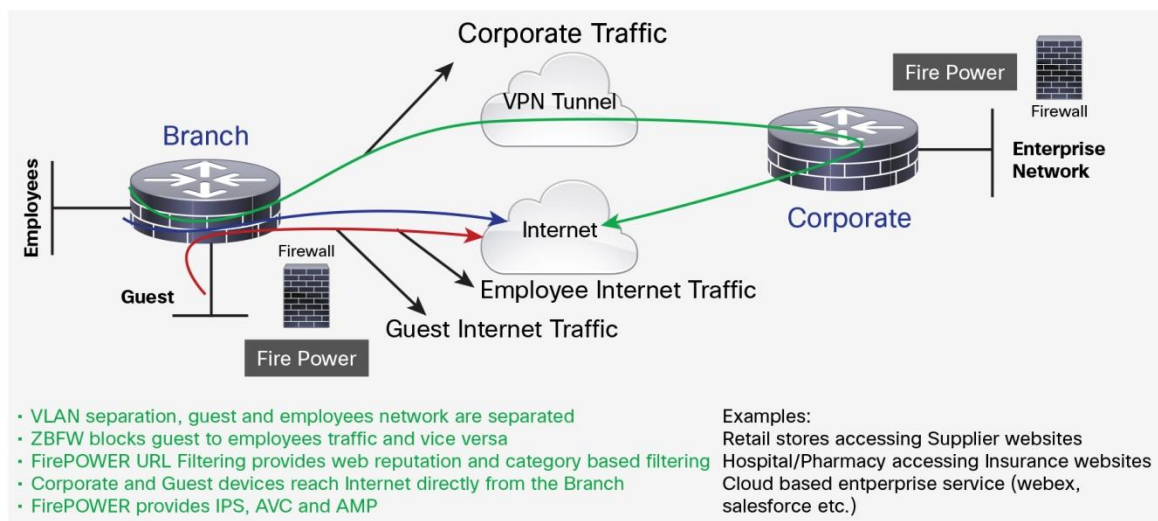 Corporate Traffic
Fire Power
Firewall
VPN Tunnel
Branch
Employees
Enterprise
Network
Corporate
Internet
Firewall
Guest
Employee Internet Traffic
Guest Internet Traffic
Fire Power
• VLAN separation, guest and employees network are separated
• ZBFW blocks guest to employees traffic and vice versa
• FirePOWER URL Filtering provides web reputation and category based filtering
• Corporate and Guest devices reach Internet directly from the Branch
• FirePOWER provides IPS, AVC and AMP
Examples:
Retail stores accessing Supplier websites
Hospital/Pharmacy accessing Insurance websites
Cloud based entperprise service (webex,
salesforce etc.)